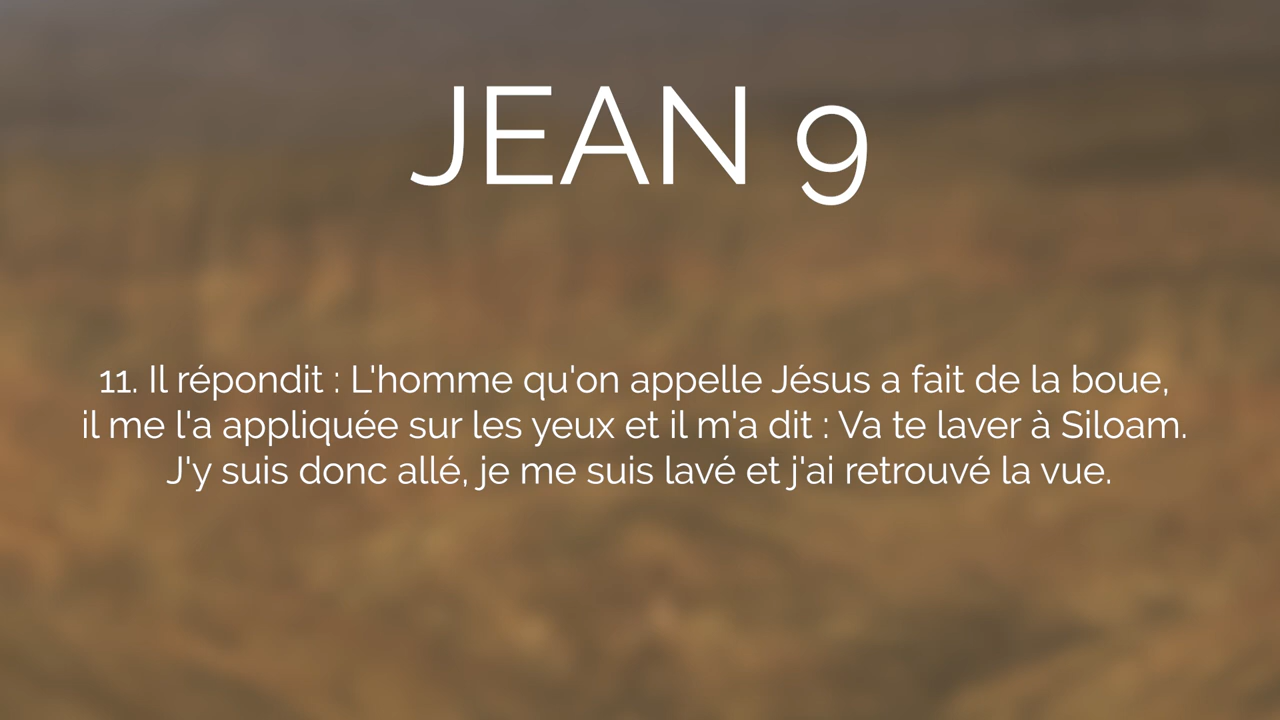 JEAN 9
11. Il répondit : L'homme qu'on appelle Jésus a fait de la boue,
il me l'a appliquée sur les yeux et il m'a dit : Va te laver à Siloam.
J'y suis donc allé, je me suis lavé et j'ai retrouvé la vue.